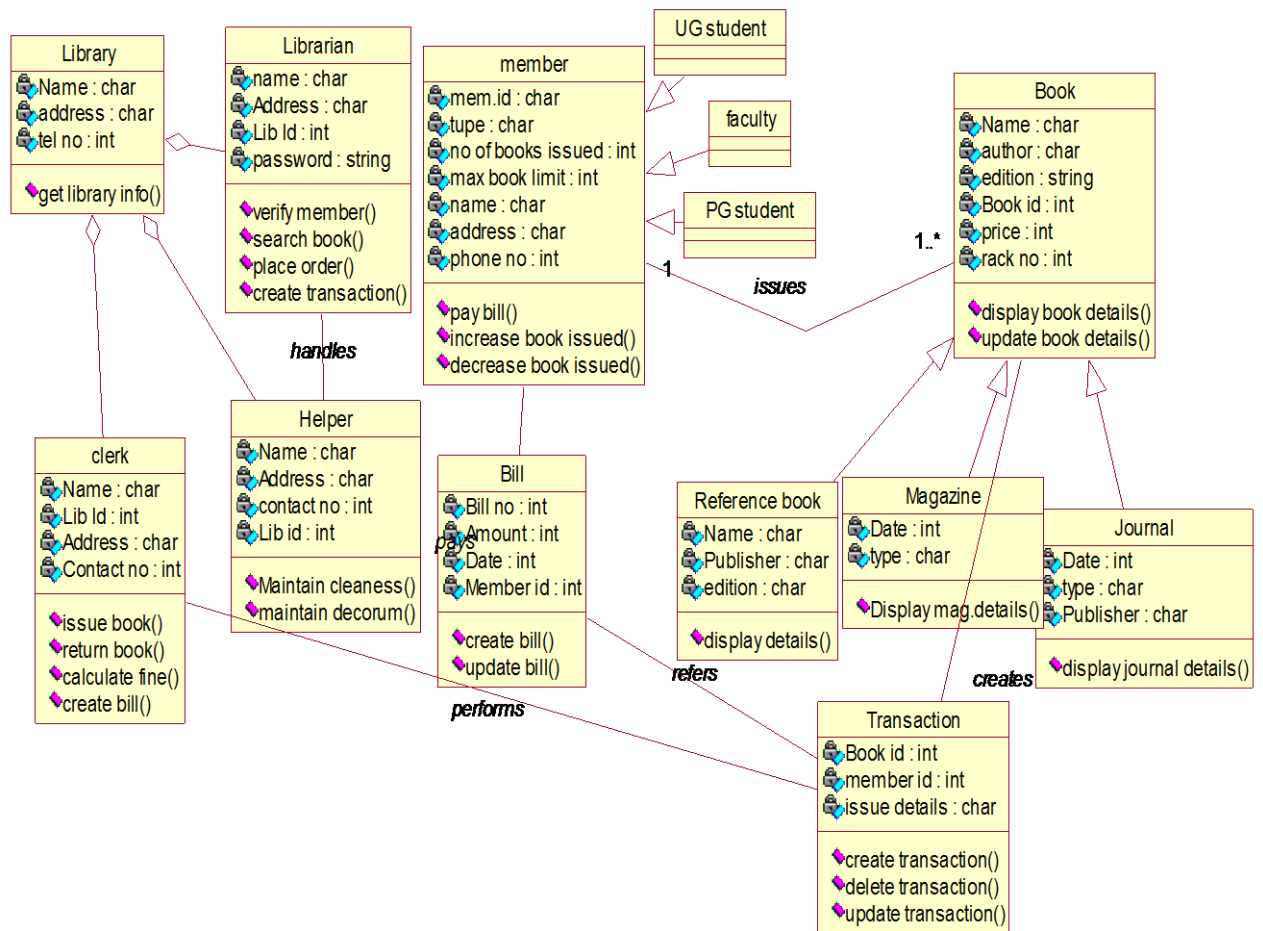 Library
Name : char
address : char
tel no : int
get library info()
Librarian
name : char
Address : char
Lib Id : int
password : string
verify member()
search book()
place order()
create transaction()
member
mem.id : char
tupe : char
no of books issued : int
max book limit : int
name : char
address : char
phone no : int
pay bill()
increase book issued()
decrease book issued()
UG student
faculty
PG student
Book
Name : char
author : char
edition : string
Book id : int
price : int
rack no : int
display book details()
update book details()
1
issues
1..*
handles
clerk
Name : char
Lib Id : int
Address : char
Contact no : int
issue book()
return book()
calculate fine()
create bill()
Helper
Name : char
Address : char
contact no : int
Lib id : int
Maintain cleaness()
maintain decorum()
pays
Bill
Bill no : int
Amount : int
Date : int
Member id : int
create bill()
update bill()
Reference book
Name : char
Publisher : char
edition : char
display details()
Magazine
Date : int
type : char
Display mag.details()
Journal
Date : int
type : char
Publisher : char
display journal details()
refers
creates
performs
Transaction
Book id : int
member id : int
issue details : char
create transaction()
delete transaction()
update transaction()